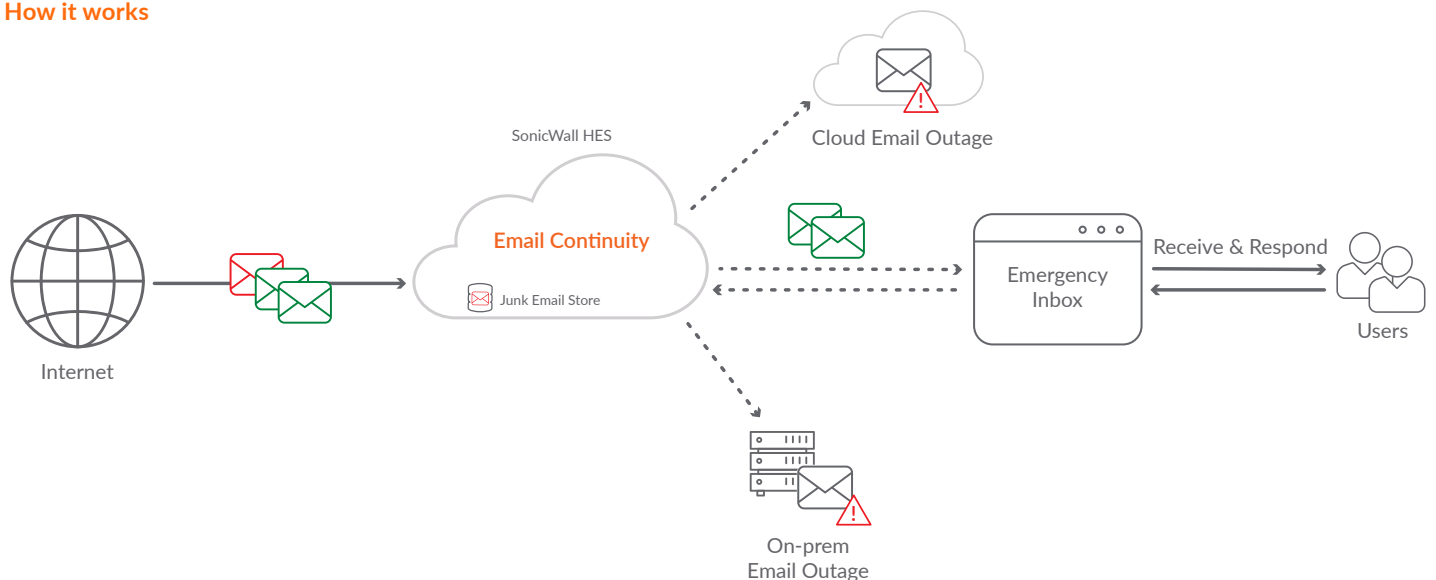 How it works
SonicWall HES
Email Continuity
Junk Email Store
Internet
Cloud Email Outage
Emergency
Inbox
Receive & Respond
Users
On-prem
Email Outage